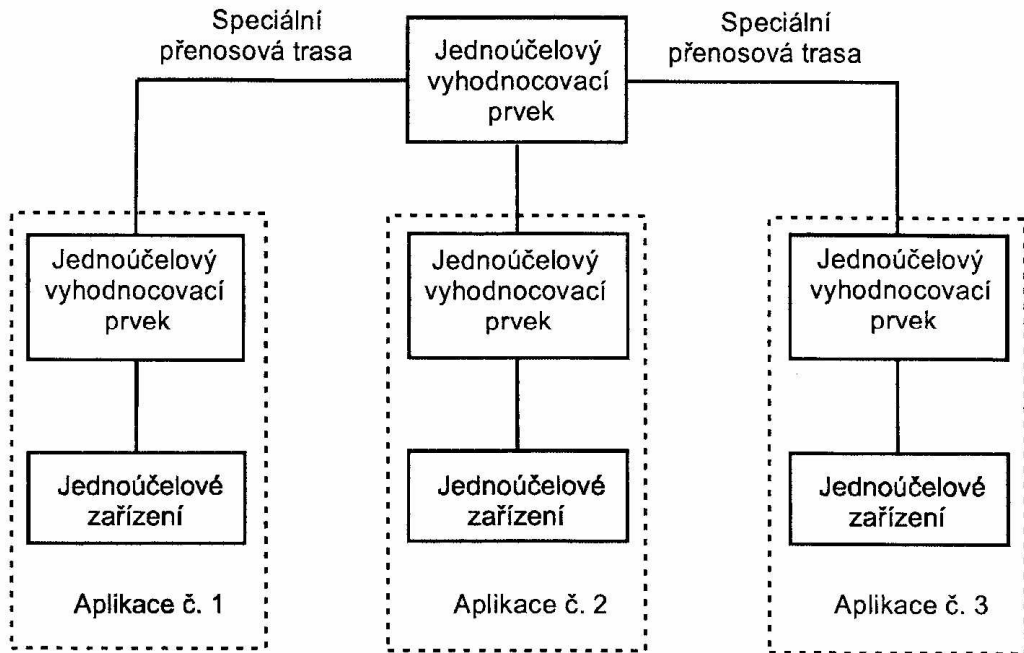 Speciální
přenosová trasa
Jednoúčelový
vyhodnocovací
prvek
Speciální
přenosová trasa
Jednoúčelový
vyhodnocovací
prvek
Jednoúčelové
zařízení
Aplikace č. 1
Jednoúčelový
vyhodnocovací
prvek
Jednoúčelové
zařízení
Aplikace č. 2
Jednoúčelový
vyhodnocovací
prvek
Jednoúčelové
zařízení
Aplikace č. 3